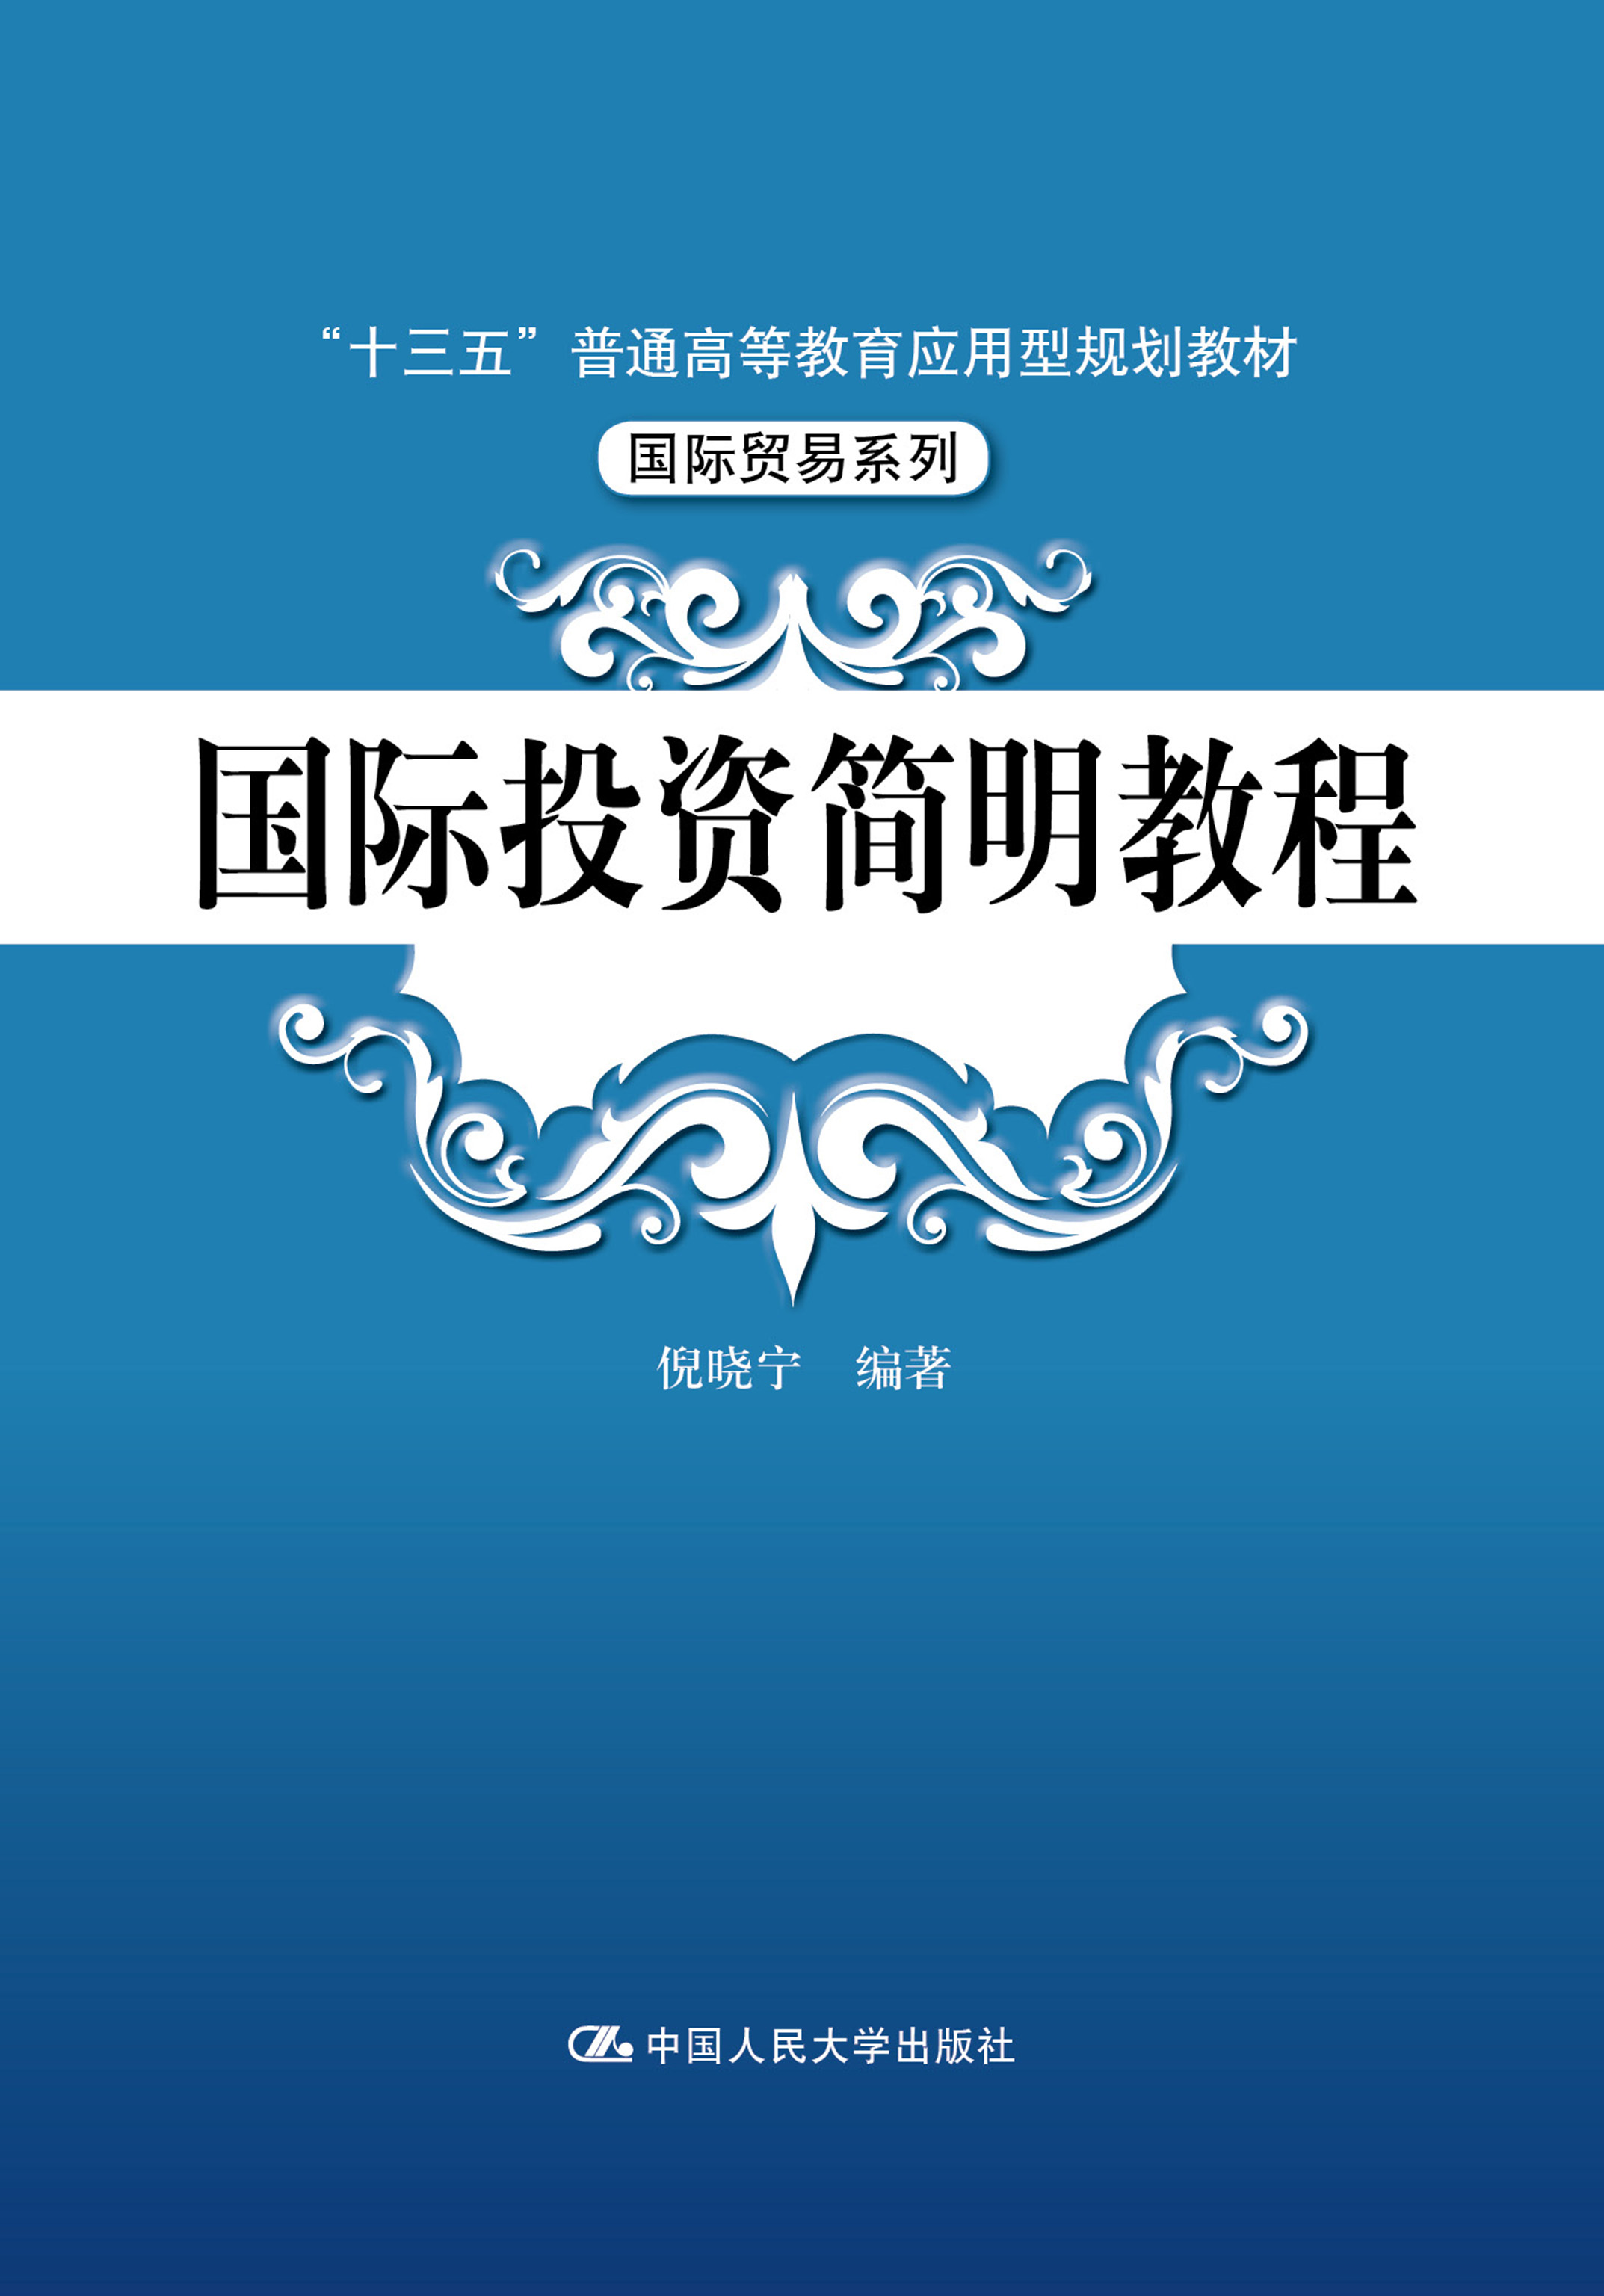 “十三五”普通高等教育应用型规划教材
国际贸易系列
国际投资简明教程
倪晓宁 编著
中国人民大学出版社